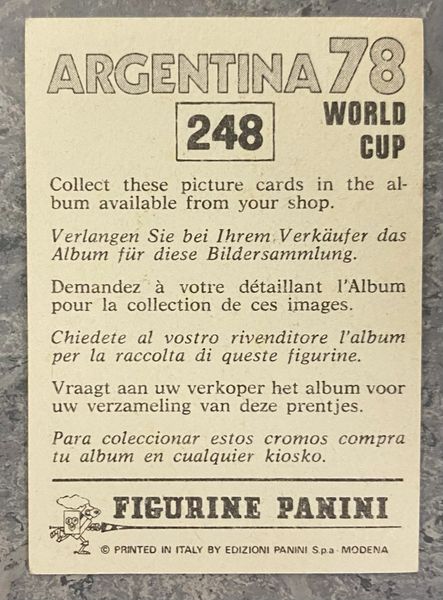 ARGENTINA 78
248
WORLD
CUP
Collect these picture cards in the al-
bum available from your shop.
Verlangen Sie bei Ihrem Verkäufer das
Album für diese Bildersammlung.
Demandez à votre détaillant l'Album
pour la collection de ces images.
Chiedete al vostro rivenditore l'album
per la raccolta di queste figurine.
Vraagt aan uw verkoper het album voor
uw verzameling van deze prentjes.
Para coleccionar estos cromos compra
tu album en cualquier kiosko.
FIGURINE PANINI
© PRINTED IN ITALY BY EDIZIONI PANINI S.p.a - MODENA